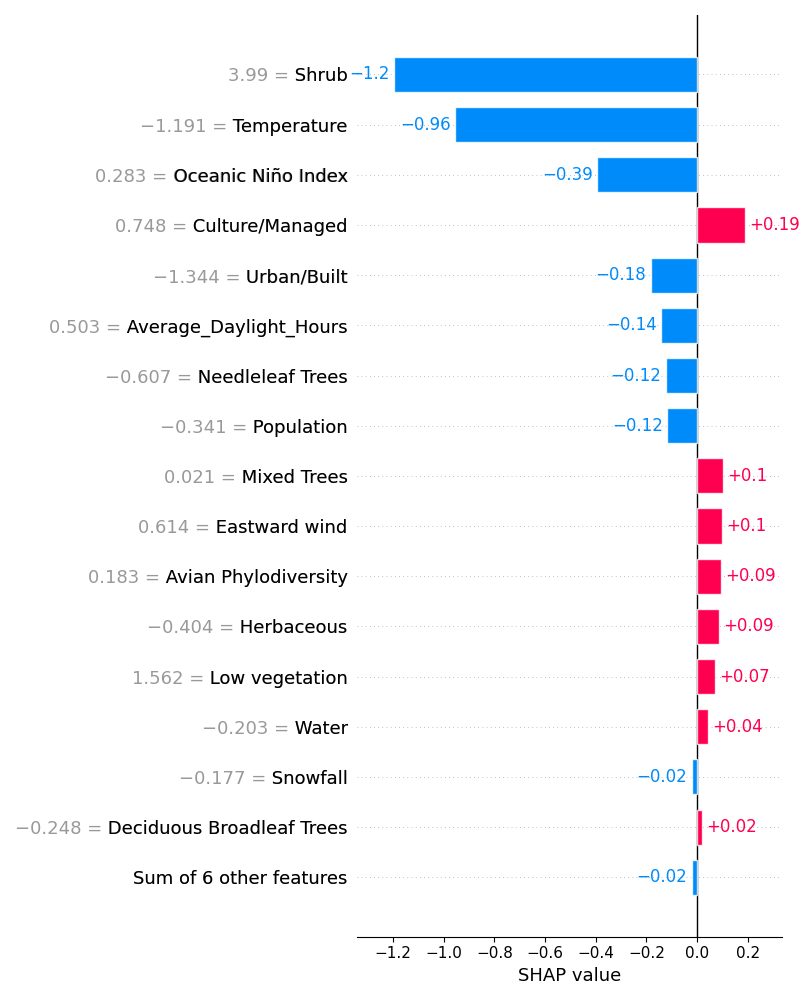 3.99 = Shrub −1.2
−1.191 = Temperature −0.96
0.283 = Oceanic Niño Index −0.39
0.748 = Culture/Managed +0.19
−1.344 = Urban/Built −0.18
0.503 = Average_Daylight_Hours −0.14
−0.607 = Needleleaf Trees −0.12
−0.341 = Population −0.12
0.021 = Mixed Trees +0.1
0.614 = Eastward wind +0.1
0.183 = Avian Phylodiversity +0.09
−0.404 = Herbaceous +0.09
1.562 = Low vegetation +0.07
−0.203 = Water +0.04
−0.177 = Snowfall −0.02
−0.248 = Deciduous Broadleaf Trees +0.02
Sum of 6 other features −0.02
−1.2 −1.0 −0.8 −0.6 −0.4 −0.2 0.0 0.2
SHAP value